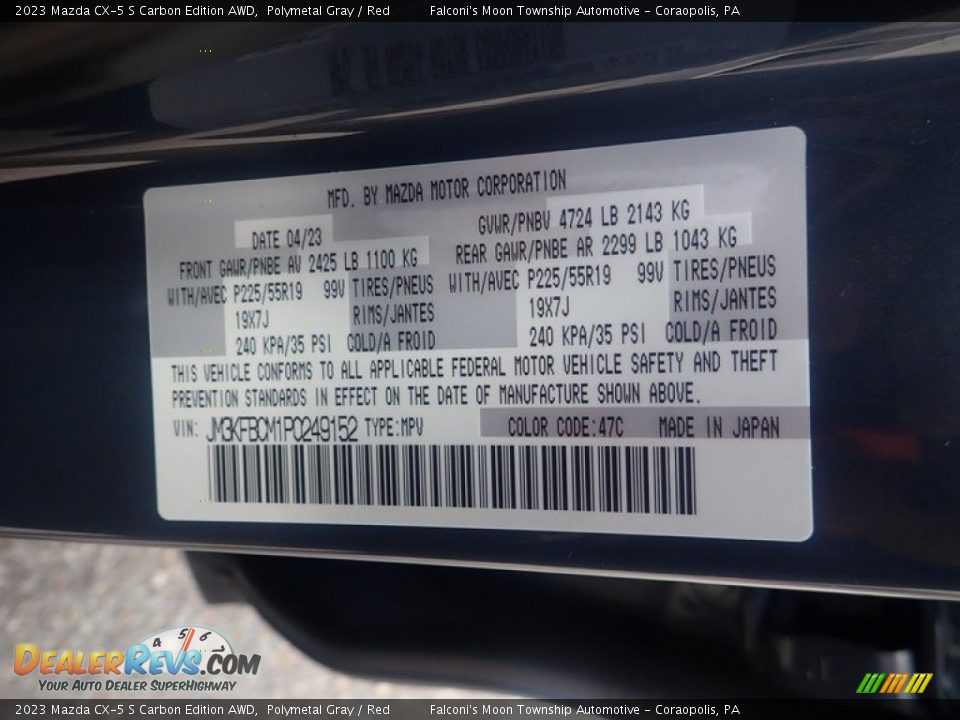 2023 Mazda CX-5 S Carbon Edition AWD, Polymetal Gray / Red Falconi's Moon Township Automotive - Coraopolis, PA
MFD. BY MAZDA MOTOR CORPORATION
DATE 04/23 GVWR/PNBV 4724 LB 2143 KG
FRONT GAWR/PNBE AV 2425 LB 1100 KG REAR GAWR/PNBE AR 2299 LB 1043 KG
WITH/AVEC P225/55R19 99V TIRES/PNEUS WITH/AVEC P225/55R19 99V TIRES/PNEUS
19X7J RIMS/JANTES 19X7J RIMS/JANTES
240 KPA/35 PSI COLD/A FROID 240 KPA/35 PSI COLD/A FROID
THIS VEHICLE CONFORMS TO ALL APPLICABLE FEDERAL MOTOR VEHICLE SAFETY AND THEFT
PREVENTION STANDARDS IN EFFECT ON THE DATE OF MANUFACTURE SHOWN ABOVE.
VIN: JM3KFBCM1P0249152 TYPE:MPV COLOR CODE:47C MADE IN JAPAN
4 5 6
DEALERREVS.COM
YOUR AUTO DEALER SUPERHIGHWAY
2023 Mazda CX-5 S Carbon Edition AWD, Polymetal Gray / Red Falconi's Moon Township Automotive - Coraopolis, PA